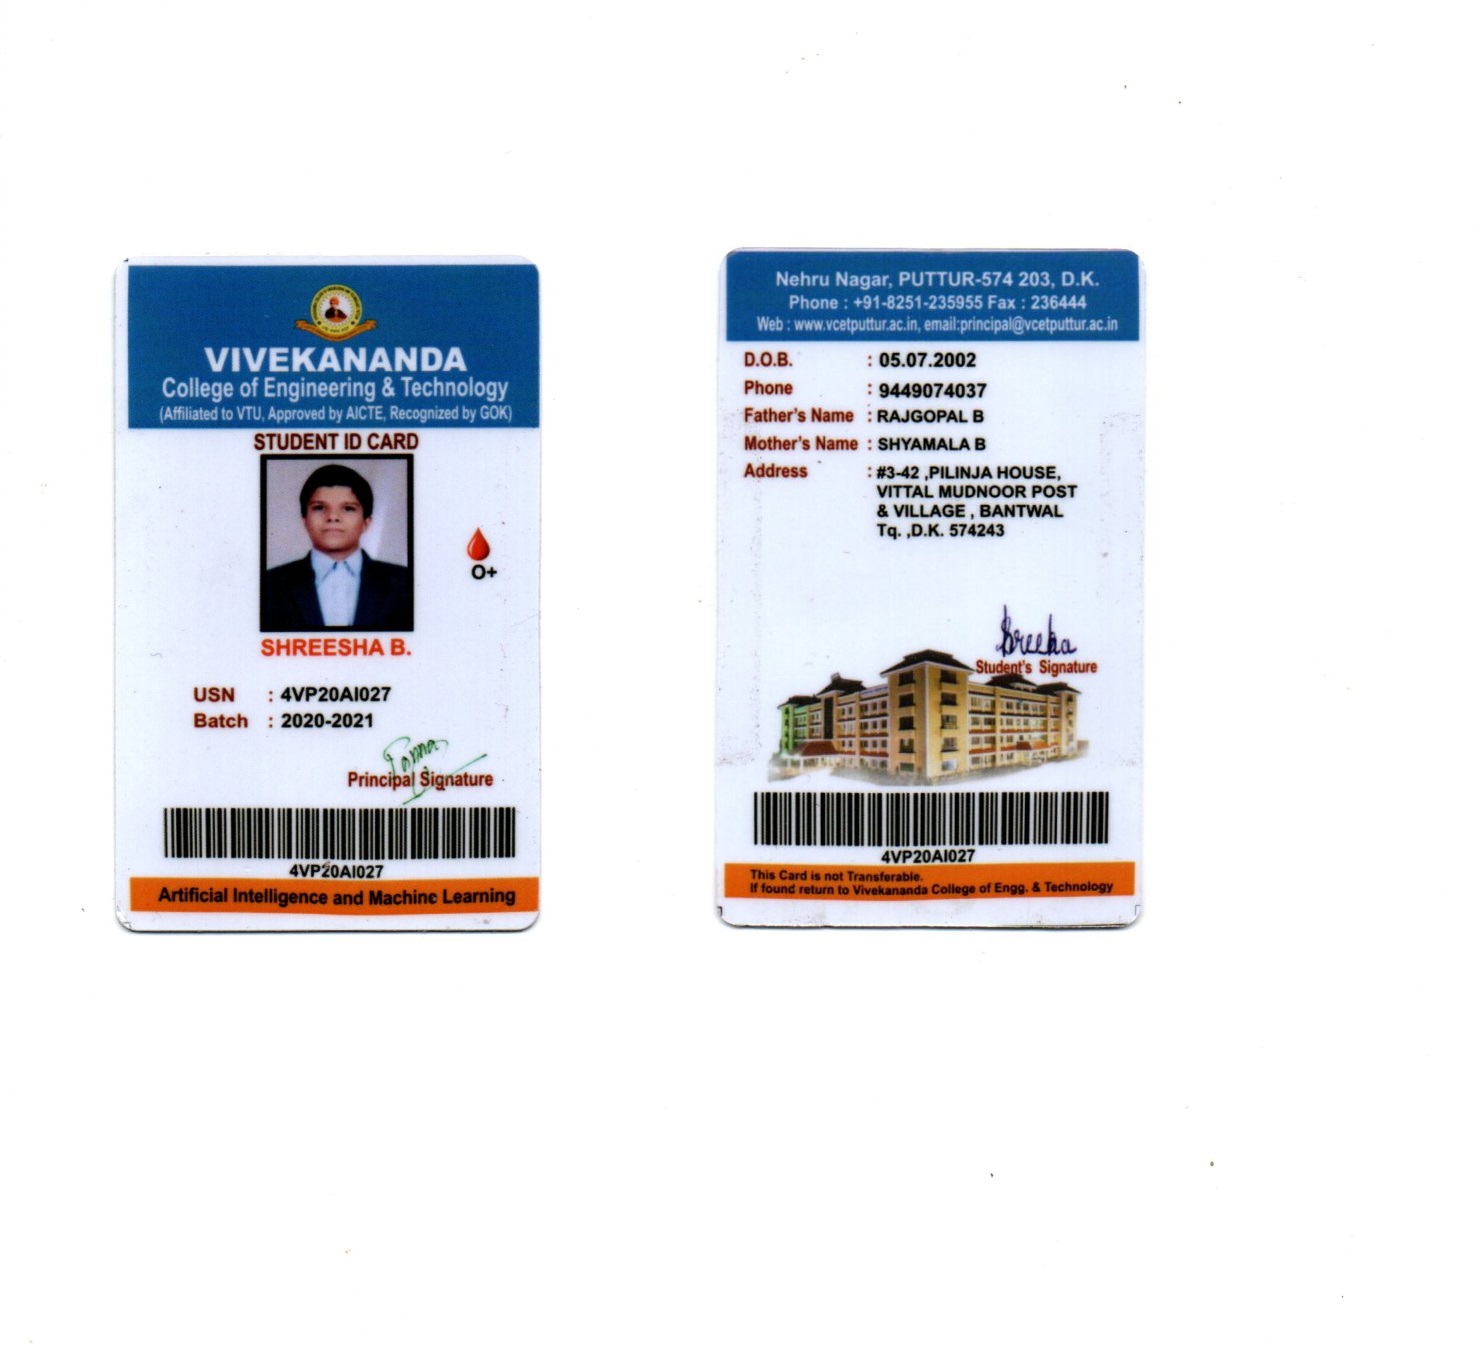 VIVEKANANDA
College of Engineering & Technology
(Affiliated to VTU, Approved by AICTE, Recognized by GOK)
STUDENT ID CARD
O+
SHREESHA B.
USN : 4VP20AI027
Batch : 2020-2021
Principal Signature
4VP20AI027
Artificial Intelligence and Machine Learning
Nehru Nagar, PUTTUR-574 203, D.K.
Phone : +91-8251-235955 Fax : 236444
Web : www.vcetputtur.ac.in, email:principal@vcetputtur.ac.in
D.O.B. : 05.07.2002
Phone : 9449074037
Father's Name : RAJGOPAL B
Mother's Name : SHYAMALA B
Address : #3-42 ,PILINJA HOUSE,
VITTAL MUDNOOR POST
& VILLAGE , BANTWAL
Tq. ,D.K. 574243
Student's Signature
4VP20AI027
This Card is not Transferable.
If found return to Vivekananda College of Engg. & Technology